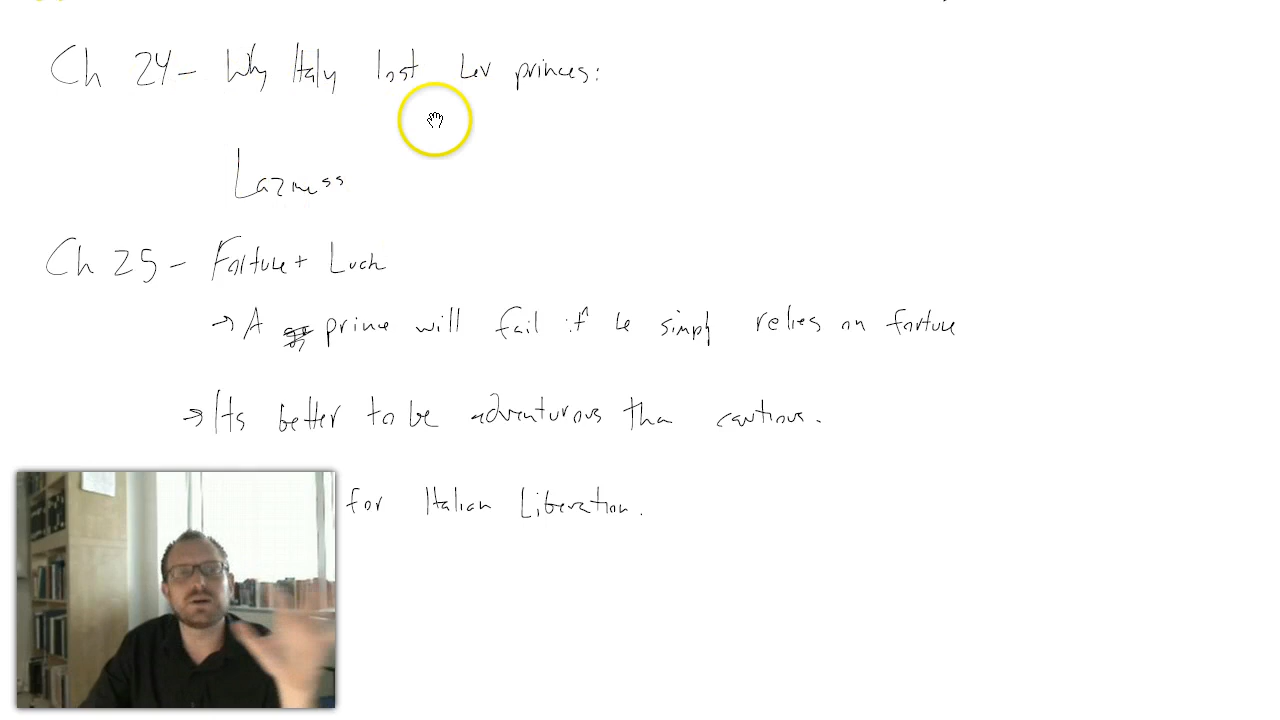 Ch 24 – Why Italy lost her princes:
Laziness
Ch 25 – Fortune + Luck
→ A prince will fail if he simply relies on fortune
→ Its better to be adventurous than cautious.
for Italian Liberation.